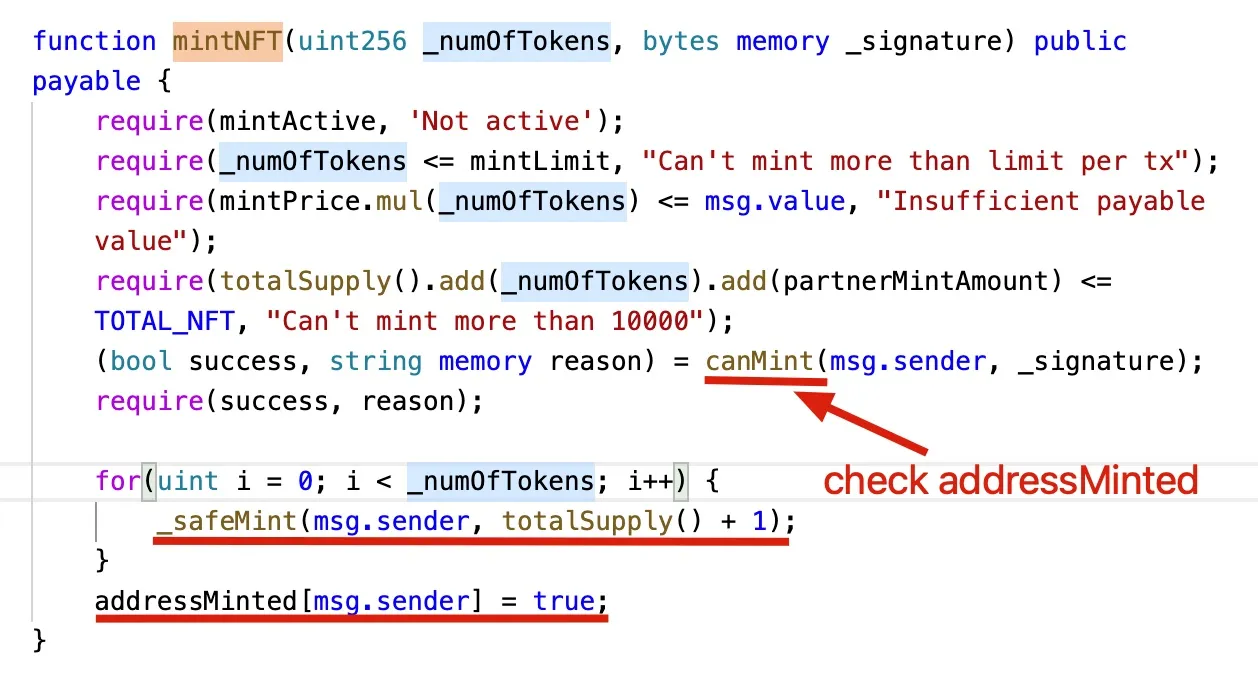 function mintNFT(uint256 _numOfTokens, bytes memory _signature) public
payable {
require(mintActive, 'Not active');
require(_numOfTokens <= mintLimit, "Can't mint more than limit per tx");
require(mintPrice.mul(_numOfTokens) <= msg.value, "Insufficient payable
value");
require(totalSupply().add(_numOfTokens).add(partnerMintAmount) <=
TOTAL_NFT, "Can't mint more than 10000");
(bool success, string memory reason) = canMint(msg.sender, _signature);
require(success, reason);
for(uint i = 0; i < _numOfTokens; i++) {
check addressMinted
_safeMint(msg.sender, totalSupply() + 1);
}
addressMinted[msg.sender] = true;
}